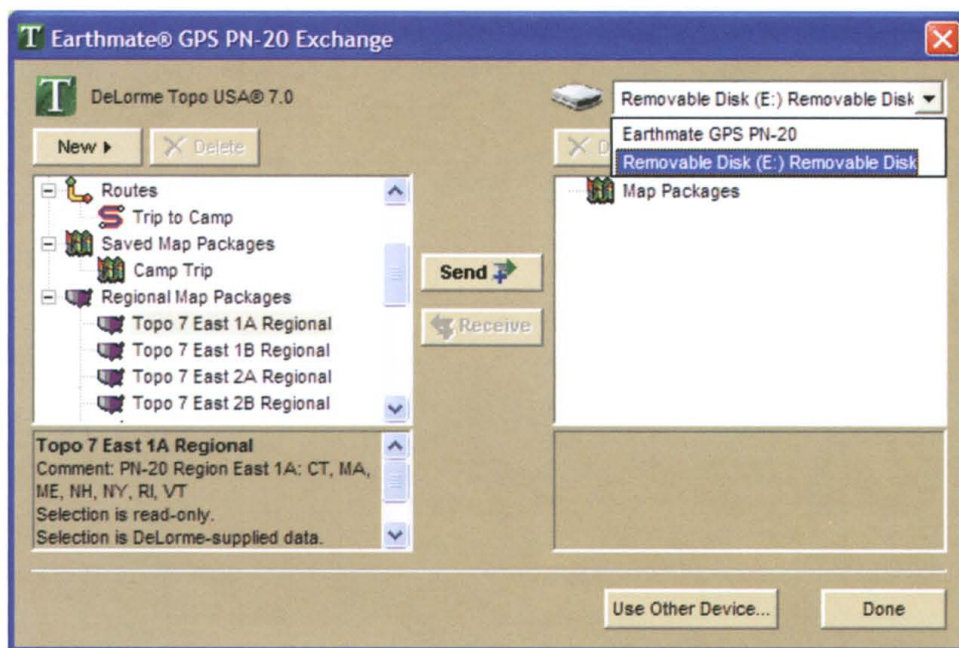 Earthmate® GPS PN-20 Exchange
DeLorme Topo USA® 7.0
New
Delete
Routes
Trip to Camp
Saved Map Packages
Camp Trip
Regional Map Packages
Topo 7 East 1A Regional
Topo 7 East 1B Regional
Topo 7 East 2A Regional
Topo 7 East 2B Regional
Topo 7 East 1A Regional
Comment: PN-20 Region East 1A: CT, MA,
ME, NH, NY, RI, VT
Selection is read-only.
Selection is DeLorme-supplied data.
Send
Receive
Removable Disk (E:) Removable Disk
Earthmate GPS PN-20
Removable Disk (E:) Removable Disk
D
Map Packages
Use Other Device...
Done